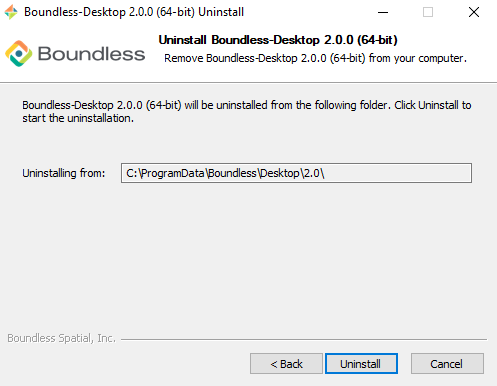 Boundless-Desktop 2.0.0 (64-bit) Uninstall
Boundless
Uninstall Boundless-Desktop 2.0.0 (64-bit)
Remove Boundless-Desktop 2.0.0 (64-bit) from your computer.
Boundless-Desktop 2.0.0 (64-bit) will be uninstalled from the following folder. Click Uninstall to
start the uninstallation.
Uninstalling from: C:\ProgramData\Boundless\Desktop\2.0\
Boundless Spatial, Inc.
< Back Uninstall Cancel